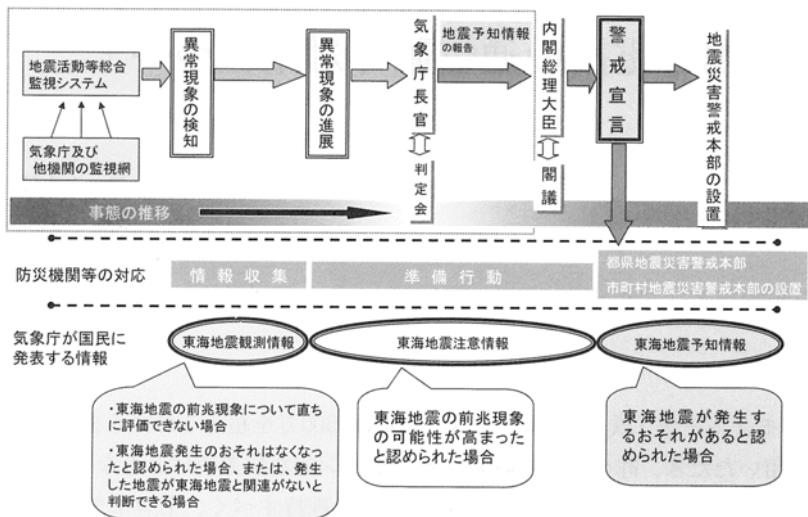 地震活動等総合
監視システム
気象庁及び
他機関の監視網
異常現象の検知
異常現象の進展
気象庁長官
判定会
地震予知情報
の報告
内閣総理大臣
閣議
警戒宣言
地震災害警戒本部の設置
事態の推移
防災機関等の対応
情報収集
準備行動
都県地震災害警戒本部
市町村地震災害警戒本部の設置
気象庁が国民に
発表する情報
東海地震観測情報
東海地震注意情報
東海地震予知情報
・東海地震の前兆現象について直ち
に評価できない場合
・東海地震発生のおそれはなくなっ
たと認められた場合、または、発生
した地震が東海地震と関連がないと
判断できる場合
東海地震の前兆現象
の可能性が高まった
と認められた場合
東海地震が発生す
るおそれがあると認
められた場合